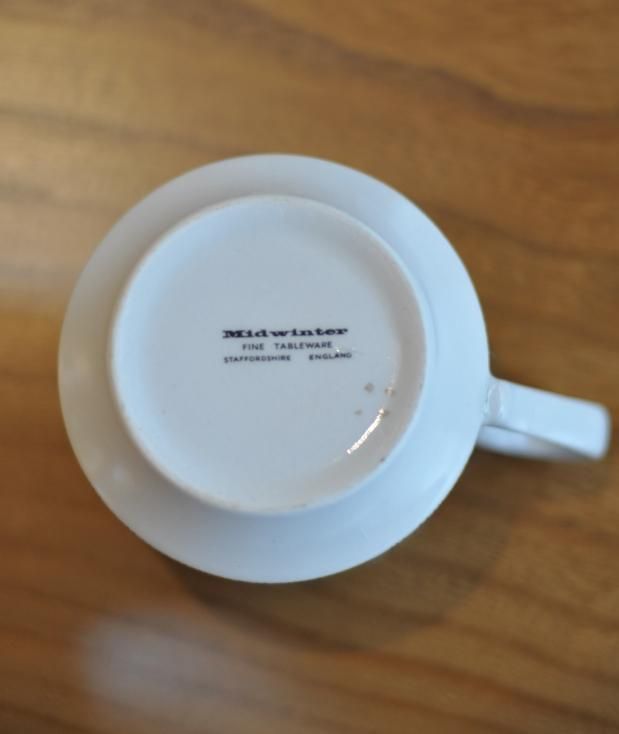 Midwinter
FINE TABLEWARE
STAFFORDSHIRE ENGLAND